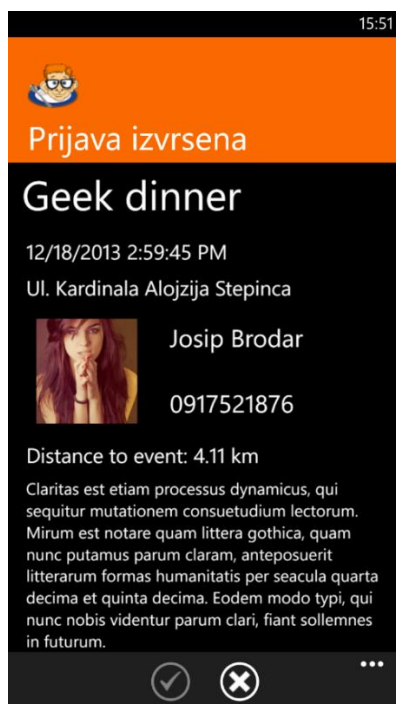 15:51
Prijava izvrsena
Geek dinner
12/18/2013 2:59:45 PM
Ul. Kardinala Alojzija Stepinca
Josip Brodar
0917521876
Distance to event: 4.11 km
Claritas est etiam processus dynamicus, qui
sequitur mutationem consuetudium lectorum.
Mirum est notare quam littera gothica, quam
nunc putamus parum claram, anteposuerit
litterarum formas humanitatis per seacula quarta
decima et quinta decima. Eodem modo typi, qui
nunc nobis videntur parum clari, fiant sollemnes
in futurum.